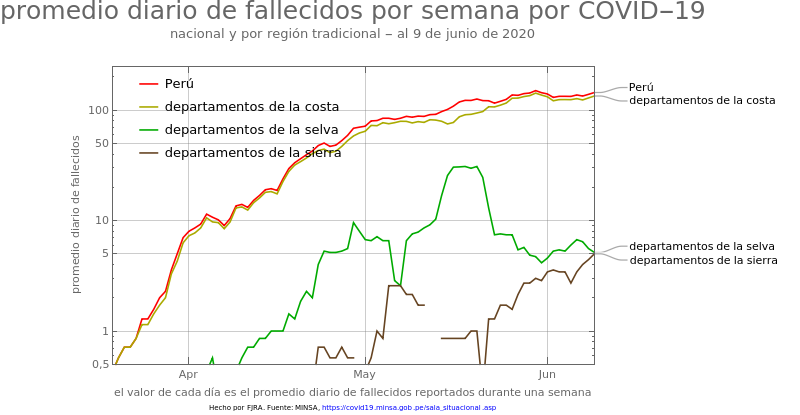 promedio diario de fallecidos por semana por COVID−19
nacional y por región tradicional − al 9 de junio de 2020
promedio diario de fallecidos
100
50
10
5
1
0,5
Perú
departamentos de la costa
departamentos de la selva
departamentos de la sierra
Perú
departamentos de la costa
departamentos de la selva
departamentos de la sierra
Apr
May
Jun
el valor de cada día es el promedio diario de fallecidos reportados durante una semana
Hecho por FJRA. Fuente: MINSA, https://covid19.minsa.gob.pe/sala_situacional .asp